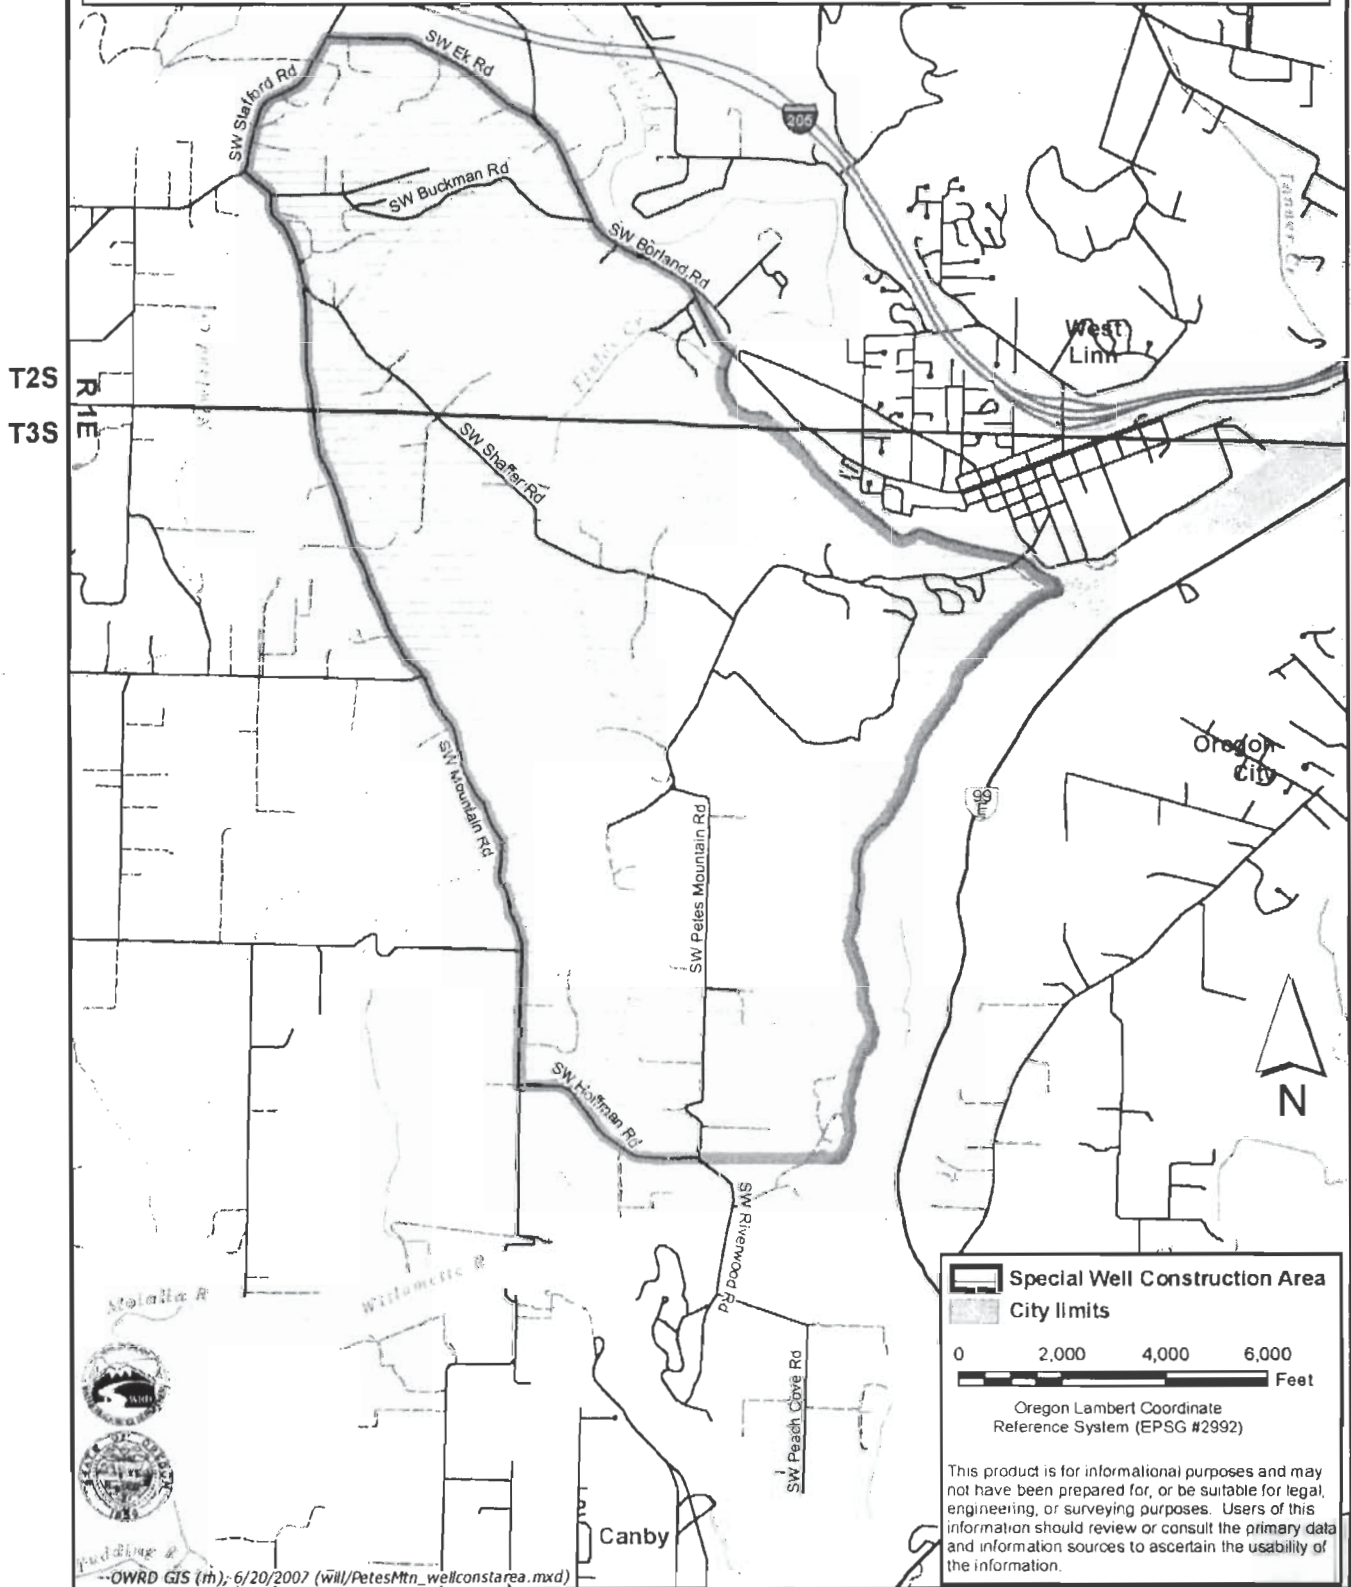 SW Ek Rd
SW Stafford Rd
205
SW Buckman Rd
SW Borland Rd
Tanner Cr
West
Linn
T2S
R1E
T3S
SW Shaffer Rd
Oregon
City
99
E
SW Mountain Rd
SW Petes Mountain Rd
N
SW Hoffman Rd
SW Riverwood Rd
Molalla R
Willamette R
SW Peach Cove Rd
Canby
Pudding R
Special Well Construction Area
City limits
0 2,000 4,000 6,000
Feet
Oregon Lambert Coordinate
Reference System (EPSG #2992)
This product is for informational purposes and may
not have been prepared for, or be suitable for legal,
engineering, or surveying purposes. Users of this
information should review or consult the primary data
and information sources to ascertain the usability of
the information.
OWRD GIS (rh); 6/20/2007 (will/PetesMtn_wellconstarea.mxd)